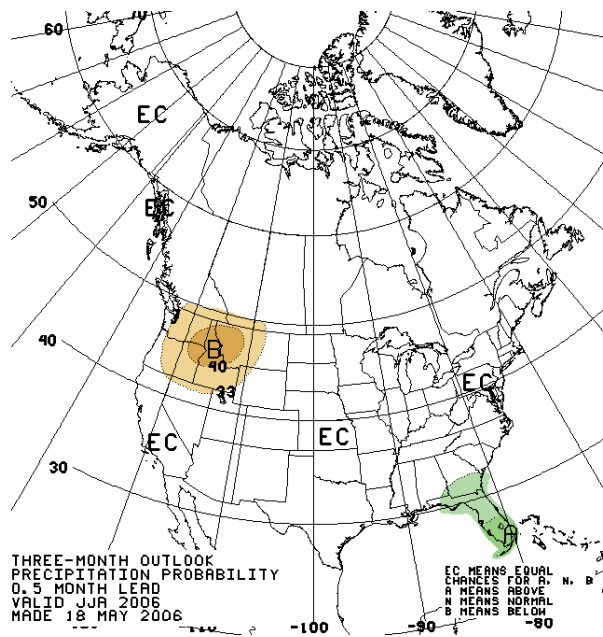 60
70
EC
50
EC
40
B
40
33
EC
EC
EC
30
A
THREE-MONTH OUTLOOK
PRECIPITATION PROBABILITY
0.5 MONTH LEAD
VALID JJA 2006
MADE 18 MAY 2006
EC MEANS EQUAL
CHANCES FOR A, N, B
A MEANS ABOVE
N MEANS NORMAL
B MEANS BELOW
-110
-100
-90
-80